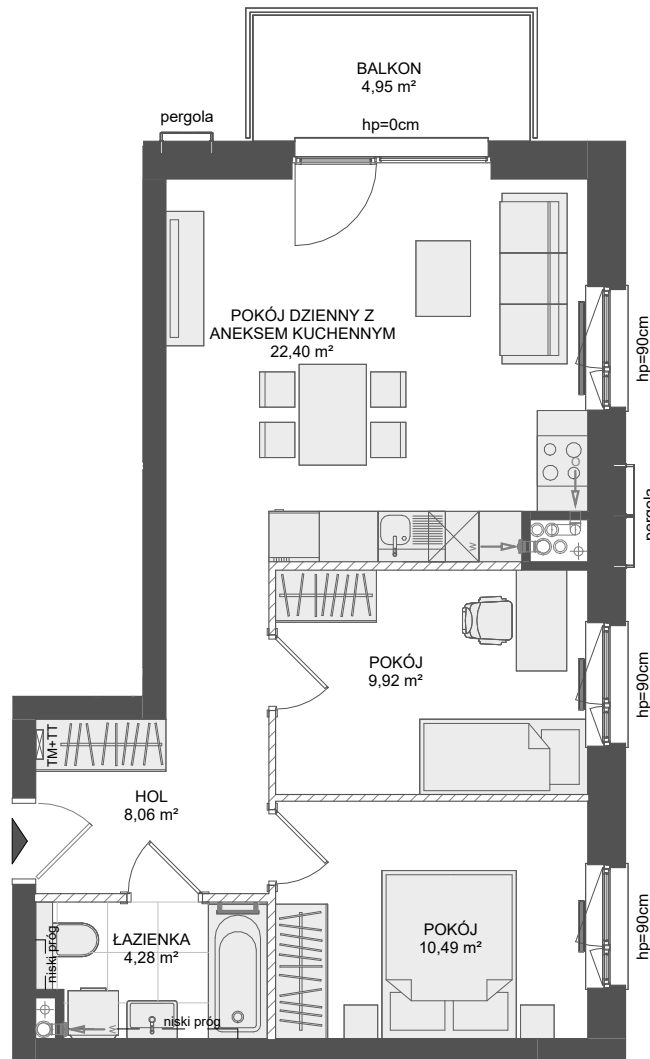 BALKON
4,95 m²
pergola
hp=0cm
POKÓJ DZIENNY Z
ANEKSEM KUCHENNYM
22,40 m²
hp=90cm
pergola
W
POKÓJ
9,92 m²
hp=90cm
TM+TT
HOL
8,06 m²
POKÓJ
10,49 m²
hp=90cm
ŁAZIENKA
4,28 m²
niski próg
niski próg
W